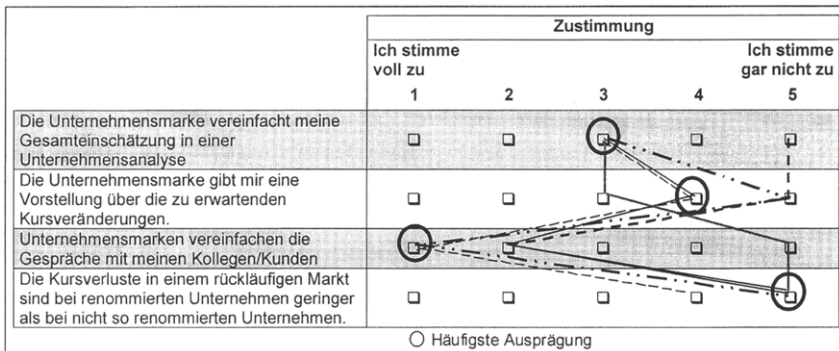 Zustimmung
Ich stimme
voll zu
Ich stimme
gar nicht zu
1 2 3 4 5
Die Unternehmensmarke vereinfacht meine
Gesamteinschätzung in einer
Unternehmensanalyse
Die Unternehmensmarke gibt mir eine
Vorstellung über die zu erwartenden
Kursveränderungen.
Unternehmensmarken vereinfachen die
Gespräche mit meinen Kollegen/Kunden
Die Kursverluste in einem rückläufigen Markt
sind bei renommierten Unternehmen geringer
als bei nicht so renommierten Unternehmen.
Häufigste Ausprägung